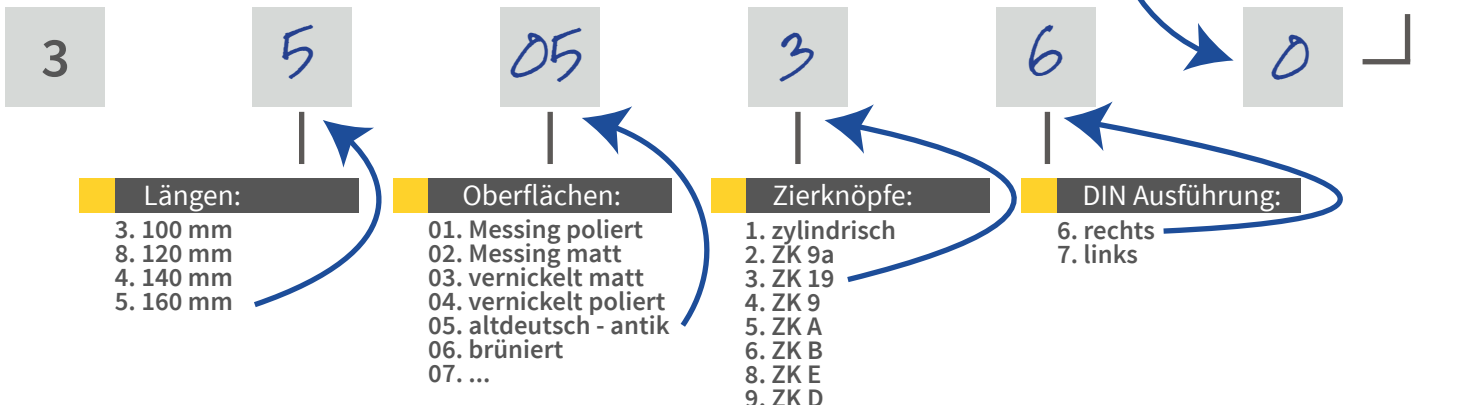 3 5 05 3 6 0
Längen:
3. 100 mm
8. 120 mm
4. 140 mm
5. 160 mm
Oberflächen:
01. Messing poliert
02. Messing matt
03. vernickelt matt
04. vernickelt poliert
05. altdeutsch - antik
06. brüniert
07. ...
Zierknöpfe:
1. zylindrisch
2. ZK 9a
3. ZK 19
4. ZK 9
5. ZK A
6. ZK B
8. ZK E
9. ZK D
DIN Ausführung:
6. rechts
7. links